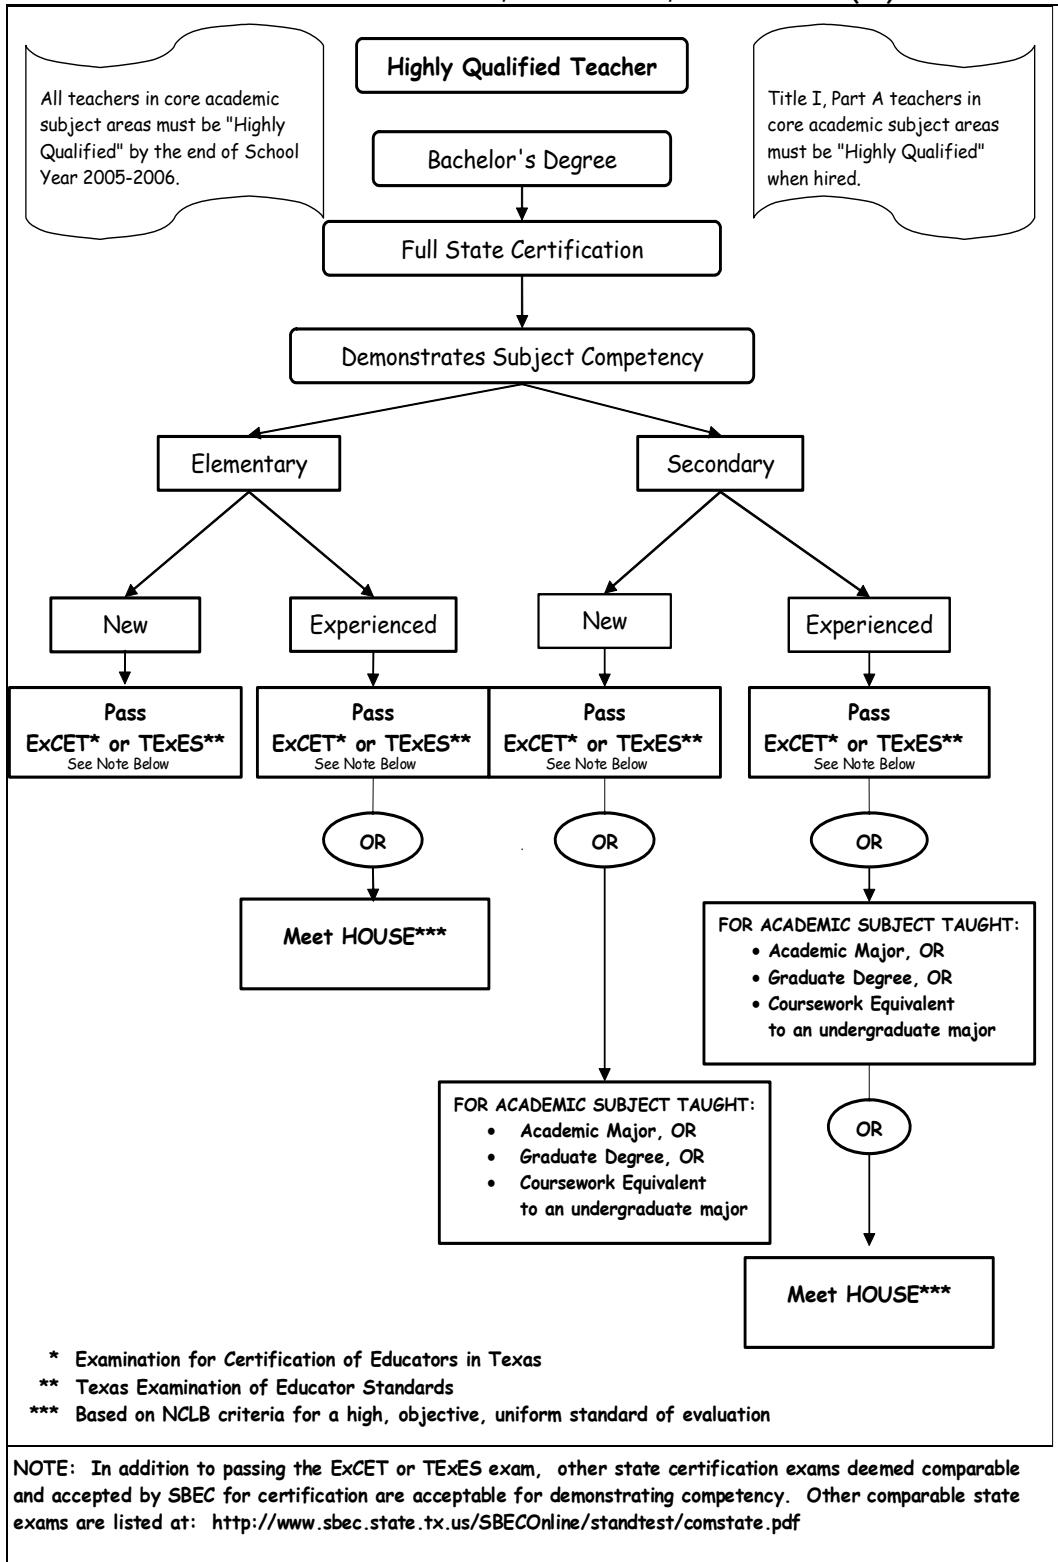 Highly Qualified Teacher
All teachers in core academic
subject areas must be "Highly
Qualified" by the end of School
Year 2005-2006.
Title I, Part A teachers in
core academic subject areas
must be "Highly Qualified"
when hired.
Bachelor's Degree
Full State Certification
Demonstrates Subject Competency
Elementary
Secondary
New
Experienced
New
Experienced
Pass
ExCET* or TExES**
See Note Below
Pass
ExCET* or TExES**
See Note Below
Pass
ExCET* or TExES**
See Note Below
Pass
ExCET* or TExES**
See Note Below
OR
OR
OR
Meet HOUSE***
FOR ACADEMIC SUBJECT TAUGHT:
• Academic Major, OR
• Graduate Degree, OR
• Coursework Equivalent
to an undergraduate major
FOR ACADEMIC SUBJECT TAUGHT:
• Academic Major, OR
• Graduate Degree, OR
• Coursework Equivalent
to an undergraduate major
OR
Meet HOUSE***
* Examination for Certification of Educators in Texas
** Texas Examination of Educator Standards
*** Based on NCLB criteria for a high, objective, uniform standard of evaluation
NOTE: In addition to passing the ExCET or TExES exam, other state certification exams deemed comparable
and accepted by SBEC for certification are acceptable for demonstrating competency. Other comparable state
exams are listed at: http://www.sbec.state.tx.us/SBECOnline/standtest/comstate.pdf